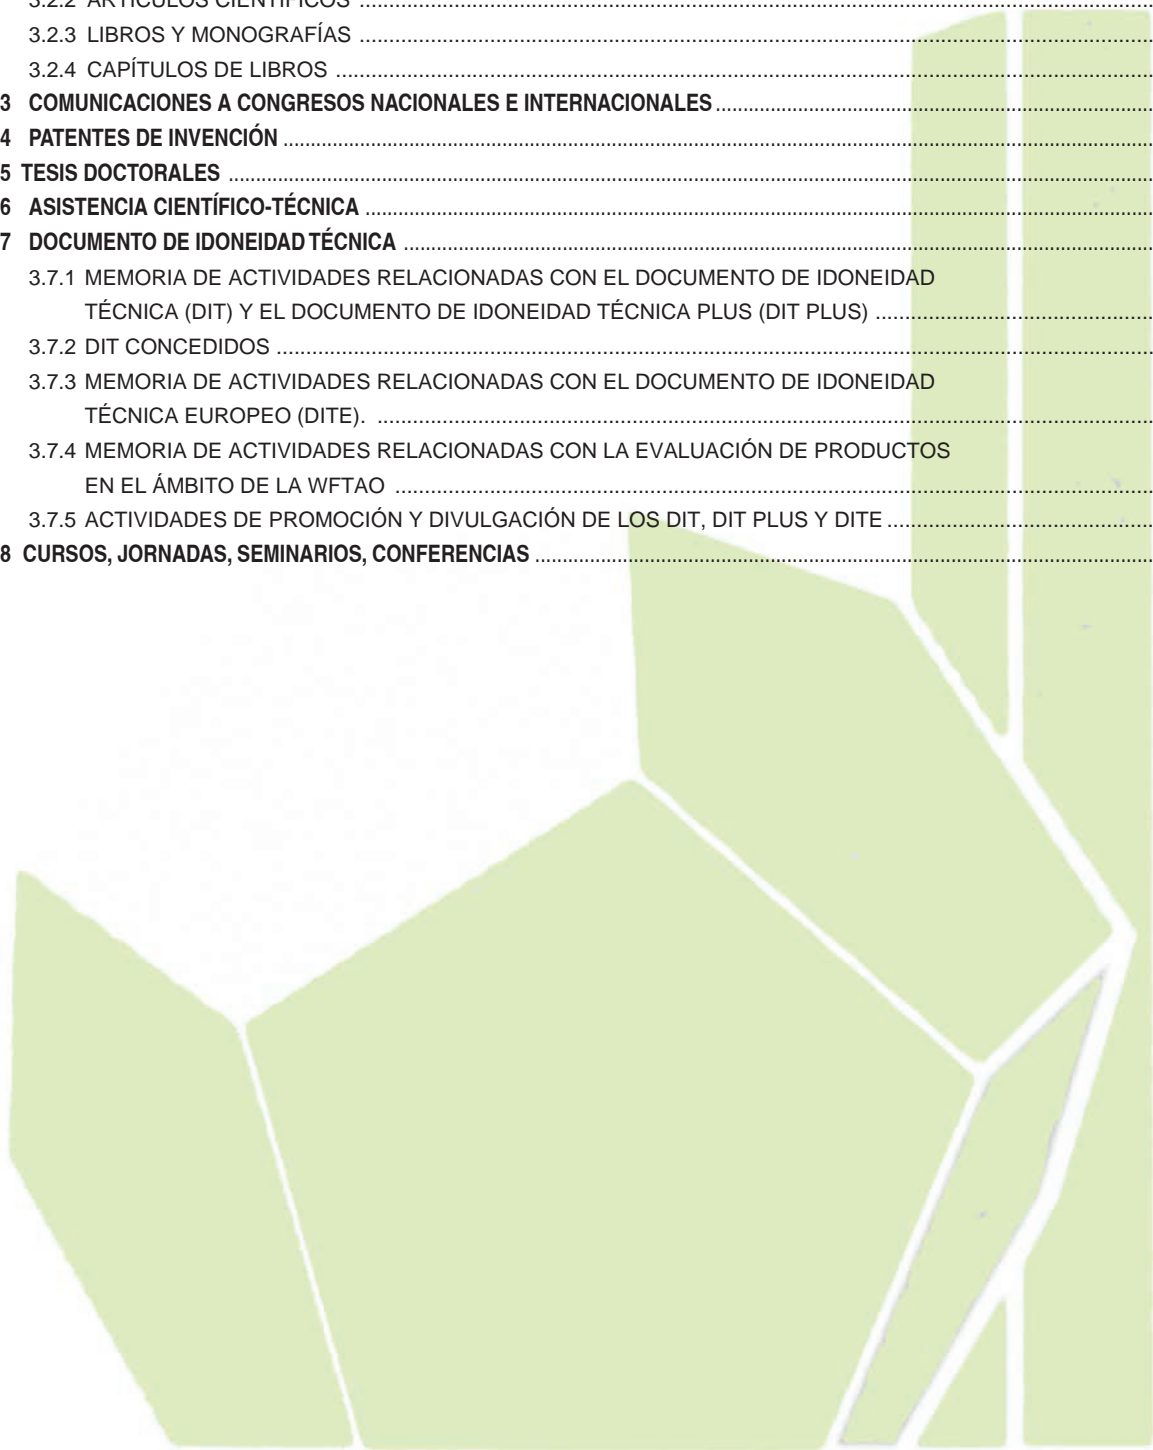 3.2.2 ARTÍCULOS CIENTÍFICOS ........................................
3.2.3 LIBROS Y MONOGRAFÍAS ........................................
3.2.4 CAPÍTULOS DE LIBROS ........................................
3 COMUNICACIONES A CONGRESOS NACIONALES E INTERNACIONALES ........................................
4 PATENTES DE INVENCIÓN ........................................
5 TESIS DOCTORALES ........................................
6 ASISTENCIA CIENTÍFICO-TÉCNICA ........................................
7 DOCUMENTO DE IDONEIDAD TÉCNICA ........................................
3.7.1 MEMORIA DE ACTIVIDADES RELACIONADAS CON EL DOCUMENTO DE IDONEIDAD
TÉCNICA (DIT) Y EL DOCUMENTO DE IDONEIDAD TÉCNICA PLUS (DIT PLUS) ........................................
3.7.2 DIT CONCEDIDOS ........................................
3.7.3 MEMORIA DE ACTIVIDADES RELACIONADAS CON EL DOCUMENTO DE IDONEIDAD
TÉCNICA EUROPEO (DITE). ........................................
3.7.4 MEMORIA DE ACTIVIDADES RELACIONADAS CON LA EVALUACIÓN DE PRODUCTOS
EN EL ÁMBITO DE LA WFTAO ........................................
3.7.5 ACTIVIDADES DE PROMOCIÓN Y DIVULGACIÓN DE LOS DIT, DIT PLUS Y DITE ........................................
8 CURSOS, JORNADAS, SEMINARIOS, CONFERENCIAS ........................................